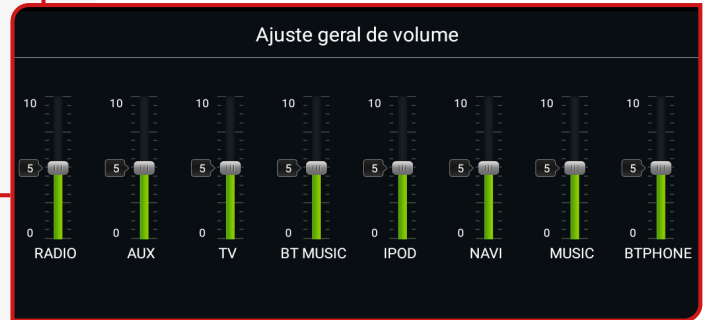 Ajuste geral de volume
10 10 10 10 10 10 10 10
5 5 5 5 5 5 5 5
0 0 0 0 0 0 0 0
RADIO AUX TV BT MUSIC IPOD NAVI MUSIC BTPHONE